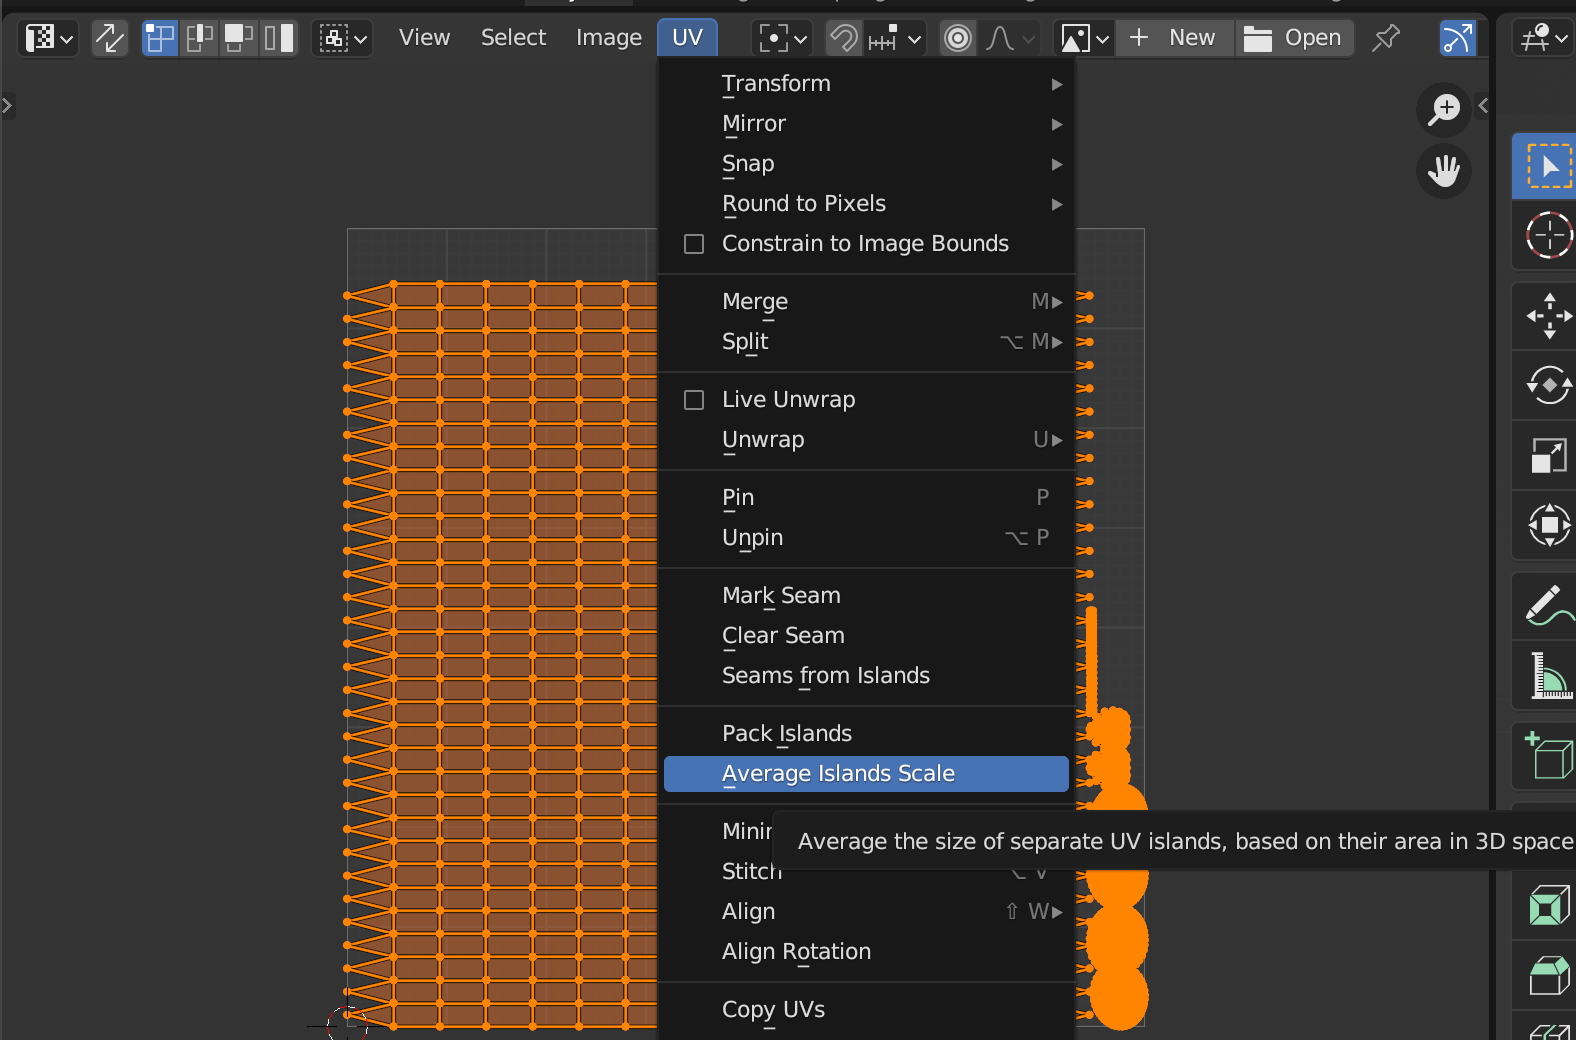 View Select Image UV New Open
Transform
Mirror
Snap
Round to Pixels
Constrain to Image Bounds
Merge M
Split ⌥ M
Live Unwrap
Unwrap U
Pin P
Unpin ⌥ P
Mark Seam
Clear Seam
Seams from Islands
Pack Islands
Average Islands Scale
Average the size of separate UV islands, based on their area in 3D space
Stitch ⌥ V
Align ⇧ W
Align Rotation
Copy UVs